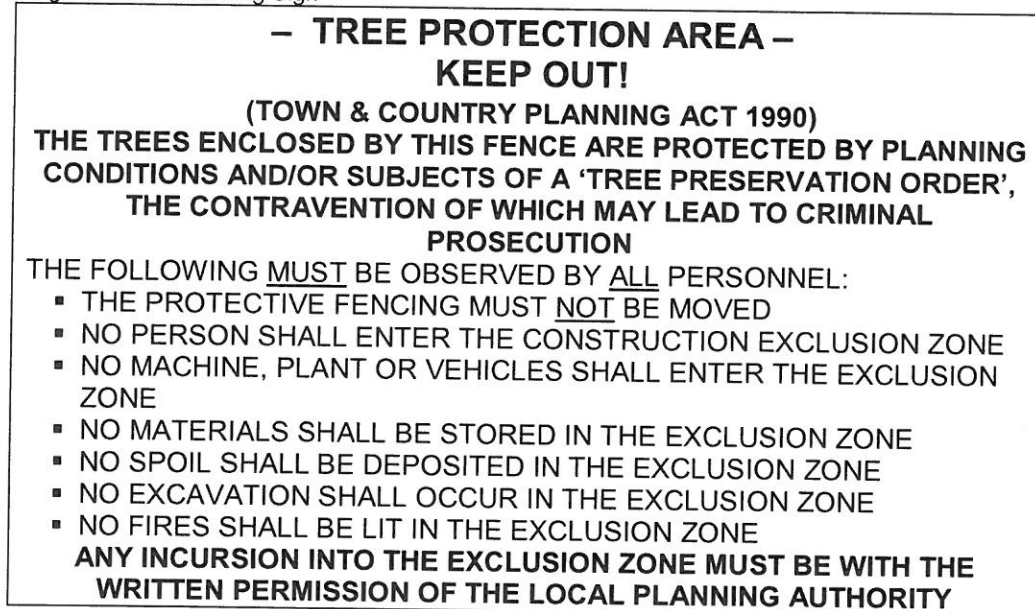 – TREE PROTECTION AREA –
KEEP OUT!
(TOWN & COUNTRY PLANNING ACT 1990)
THE TREES ENCLOSED BY THIS FENCE ARE PROTECTED BY PLANNING
CONDITIONS AND/OR SUBJECTS OF A ‘TREE PRESERVATION ORDER’,
THE CONTRAVENTION OF WHICH MAY LEAD TO CRIMINAL
PROSECUTION
THE FOLLOWING MUST BE OBSERVED BY ALL PERSONNEL:
▪ THE PROTECTIVE FENCING MUST NOT BE MOVED
▪ NO PERSON SHALL ENTER THE CONSTRUCTION EXCLUSION ZONE
▪ NO MACHINE, PLANT OR VEHICLES SHALL ENTER THE EXCLUSION
ZONE
▪ NO MATERIALS SHALL BE STORED IN THE EXCLUSION ZONE
▪ NO SPOIL SHALL BE DEPOSITED IN THE EXCLUSION ZONE
▪ NO EXCAVATION SHALL OCCUR IN THE EXCLUSION ZONE
▪ NO FIRES SHALL BE LIT IN THE EXCLUSION ZONE
ANY INCURSION INTO THE EXCLUSION ZONE MUST BE WITH THE
WRITTEN PERMISSION OF THE LOCAL PLANNING AUTHORITY